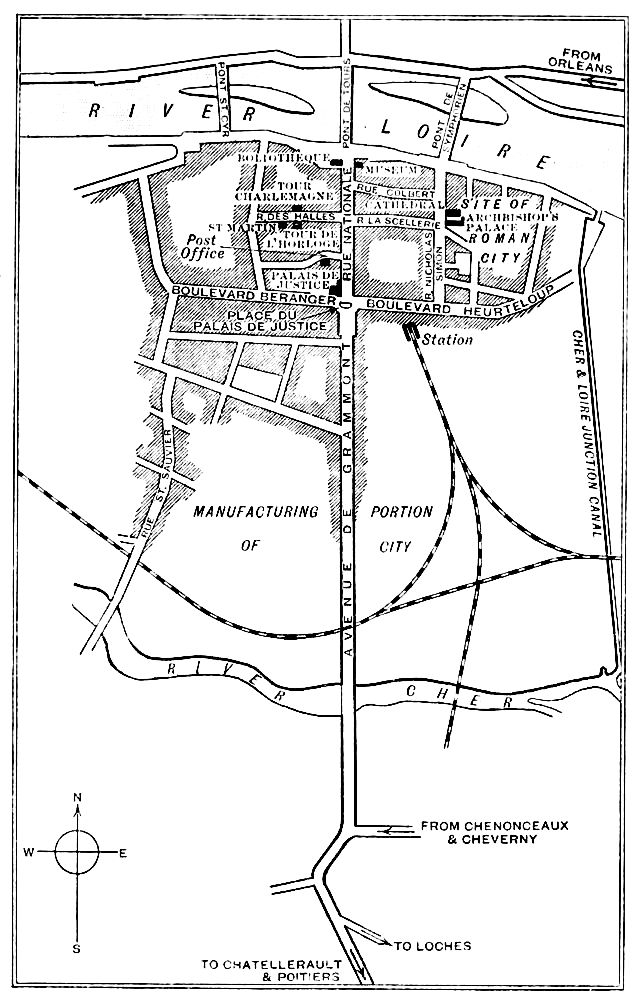 FROM
ORLEANS
RIVER LOIRE
PONT ST. CYR
PONT DE TOURS
PONT DE
SYMPHORIEN
BOLIOTHEQUE
MUSEUM
TOUR
CHARLEMAGNE
RUE COLBERT
CATHEDRAL
SITE OF
ARCHBISHOP'S
PALACE
ROMAN
CITY
R. DES HALLES
R. LA SCELLERIE
RUE NATIONALE
ST MARTIN
TOUR DE
L'HORLOGE
Post
Office
R. NICHOLAS
SIMON
PALAIS DE
JUSTICE
BOULEVARD BERANGER
BOULEVARD HEURTELOUP
PLACE DU
PALAIS DE JUSTICE
Station
CHER & LOIRE JUNCTION CANAL
AVENUE DE GRAMMONT
RUE ST. SAUVIER
MANUFACTURING PORTION
OF CITY
RIVER CHER
N
W E
S
FROM CHENONCEAUX
& CHEVERNY
TO LOCHES
TO CHATELLERAULT
& POITIERS